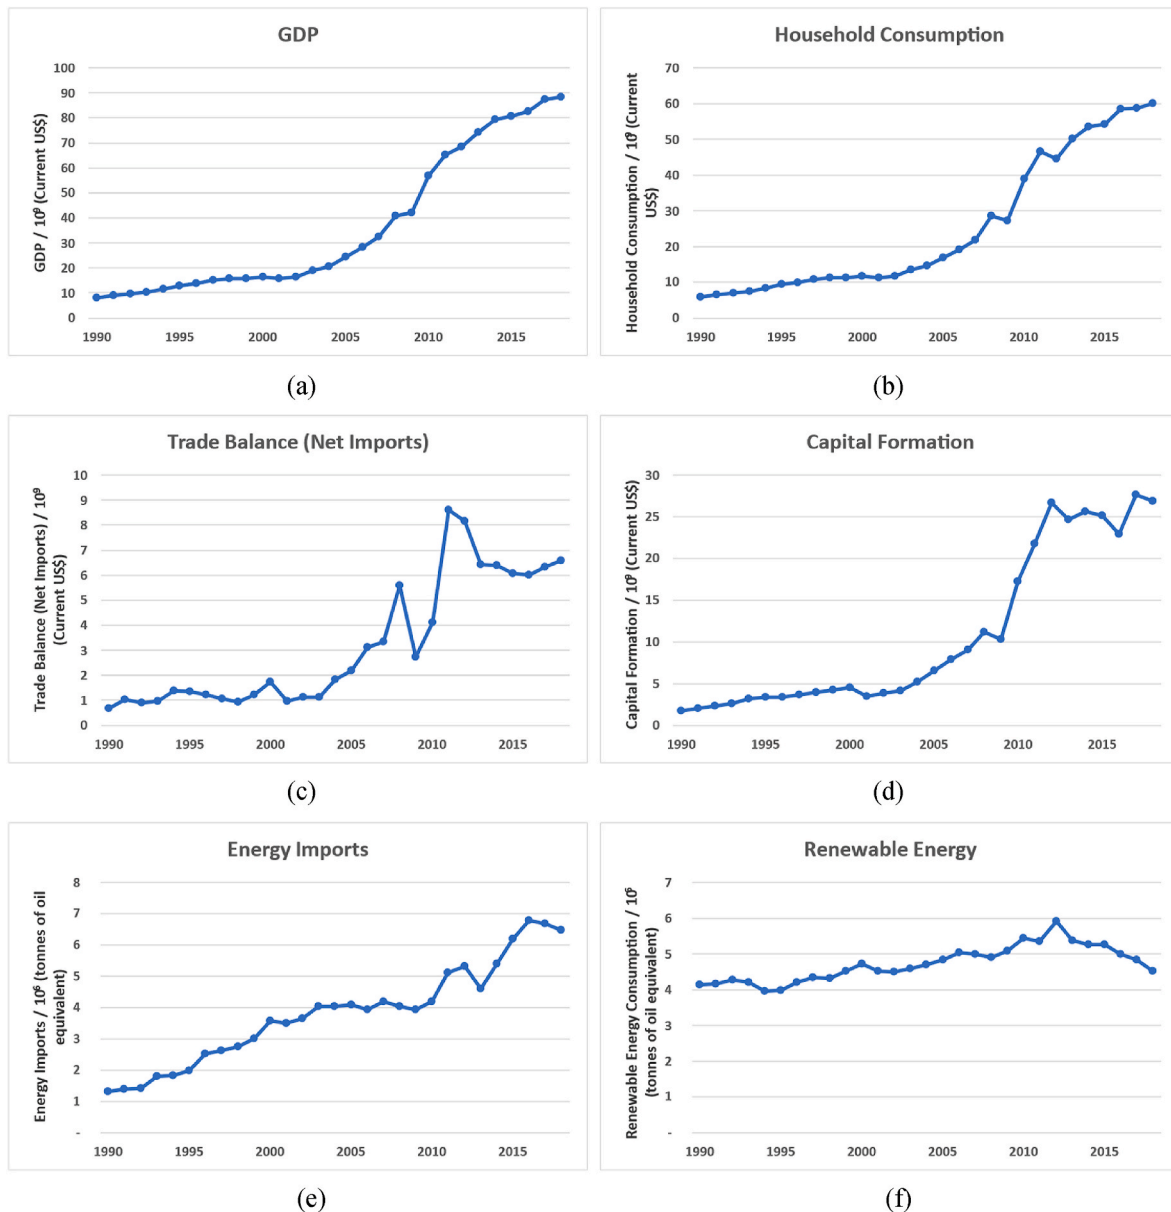 GDP
GDP / 10⁹ (Current US$)
100
90
80
70
60
50
40
30
20
10
0
1990 1995 2000 2005 2010 2015
(a)
Household Consumption
Household Consumption / 10⁹ (Current
US$)
70
60
50
40
30
20
10
0
1990 1995 2000 2005 2010 2015
(b)
Trade Balance (Net Imports)
Trade Balance (Net Imports) / 10⁹
(Current US$)
10
9
8
7
6
5
4
3
2
1
0
1990 1995 2000 2005 2010 2015
(c)
Capital Formation
Capital Formation / 10⁹ (Current US$)
30
25
20
15
10
5
0
1990 1995 2000 2005 2010 2015
(d)
Energy Imports
Energy Imports / 10⁶ (tonnes of oil
equivalent)
8
7
6
5
4
3
2
1
-
1990 1995 2000 2005 2010 2015
(e)
Renewable Energy
Renewable Energy Consumption / 10⁶
(tonnes of oil equivalent)
7
6
5
4
3
2
1
-
1990 1995 2000 2005 2010 2015
(f)